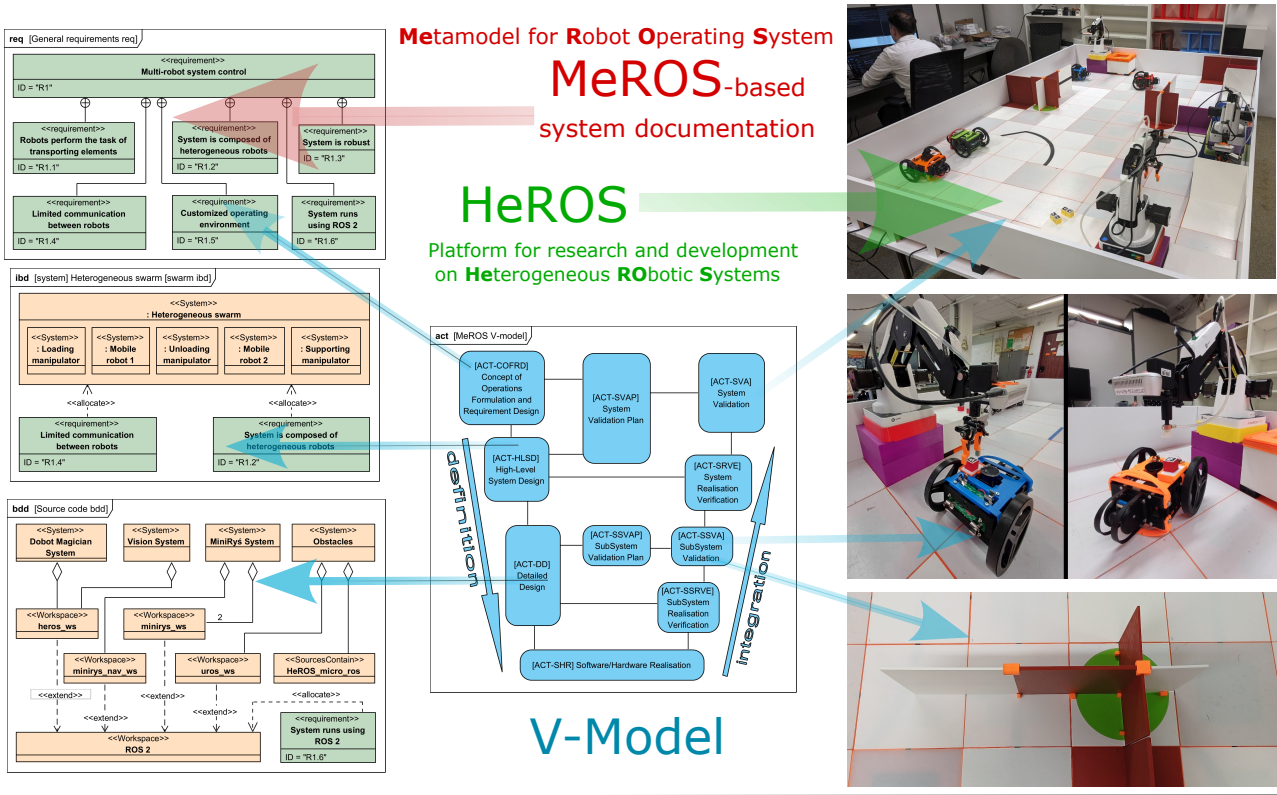 req [General requirements req]
<<requirement>>
Multi-robot system control
ID = "R1"
<<requirement>>
Robots perform the task of
transporting elements
ID = "R1.1"
<<requirement>>
System is composed of
heterogeneous robots
ID = "R1.2"
<<requirement>>
System is robust
ID = "R1.3"
<<requirement>>
Limited communication
between robots
ID = "R1.4"
<<requirement>>
Customized operating
environment
ID = "R1.5"
<<requirement>>
System runs
using ROS 2
ID = "R1.6"
ibd [system] Heterogeneous swarm [swarm ibd]
<<System>>
: Heterogeneous swarm
<<System>>
: Loading
manipulator
<<System>>
: Mobile
robot 1
<<System>>
: Unloading
manipulator
<<System>>
: Mobile
robot 2
<<System>>
: Supporting
manipulator
<<allocate>>
<<allocate>>
<<requirement>>
Limited communication
between robots
ID = "R1.4"
<<requirement>>
System is composed of
heterogeneous robots
ID = "R1.2"
bdd [Source code bdd]
<<System>>
Dobot Magician
System
<<System>>
Vision System
<<System>>
MiniRyś System
<<System>>
Obstacles
<<Workspace>>
heros_ws
<<Workspace>>
minirys_ws
2
<<Workspace>>
minirys_nav_ws
<<Workspace>>
uros_ws
<<SourcesContain>>
HeROS_micro_ros
<<extend>>
<<extend>>
<<extend>>
<<extend>>
<<allocate>>
<<Workspace>>
ROS 2
<<requirement>>
System runs using
ROS 2
ID = "R1.6"
Metamodel for Robot Operating System
MeROS-based
system documentation
HeROS
Platform for research and development
on Heterogeneous RObotic Systems
act [MeROS V-model]
[ACT-COFRD]
Concept of
Operations
Formulation and
Requirement Design
[ACT-SVAP]
System
Validation Plan
[ACT-SVA]
System
Validation
[ACT-HLSD]
High-Level
System Design
[ACT-SRVE]
System
Realisation
Verification
[ACT-DD]
Detailed
Design
[ACT-SSVAP]
SubSystem
Validation Plan
[ACT-SSVA]
SubSystem
Validation
[ACT-SSRVE]
SubSystem
Realisation
Verification
[ACT-SHR] Software/Hardware Realisation
definition
integration
V-Model